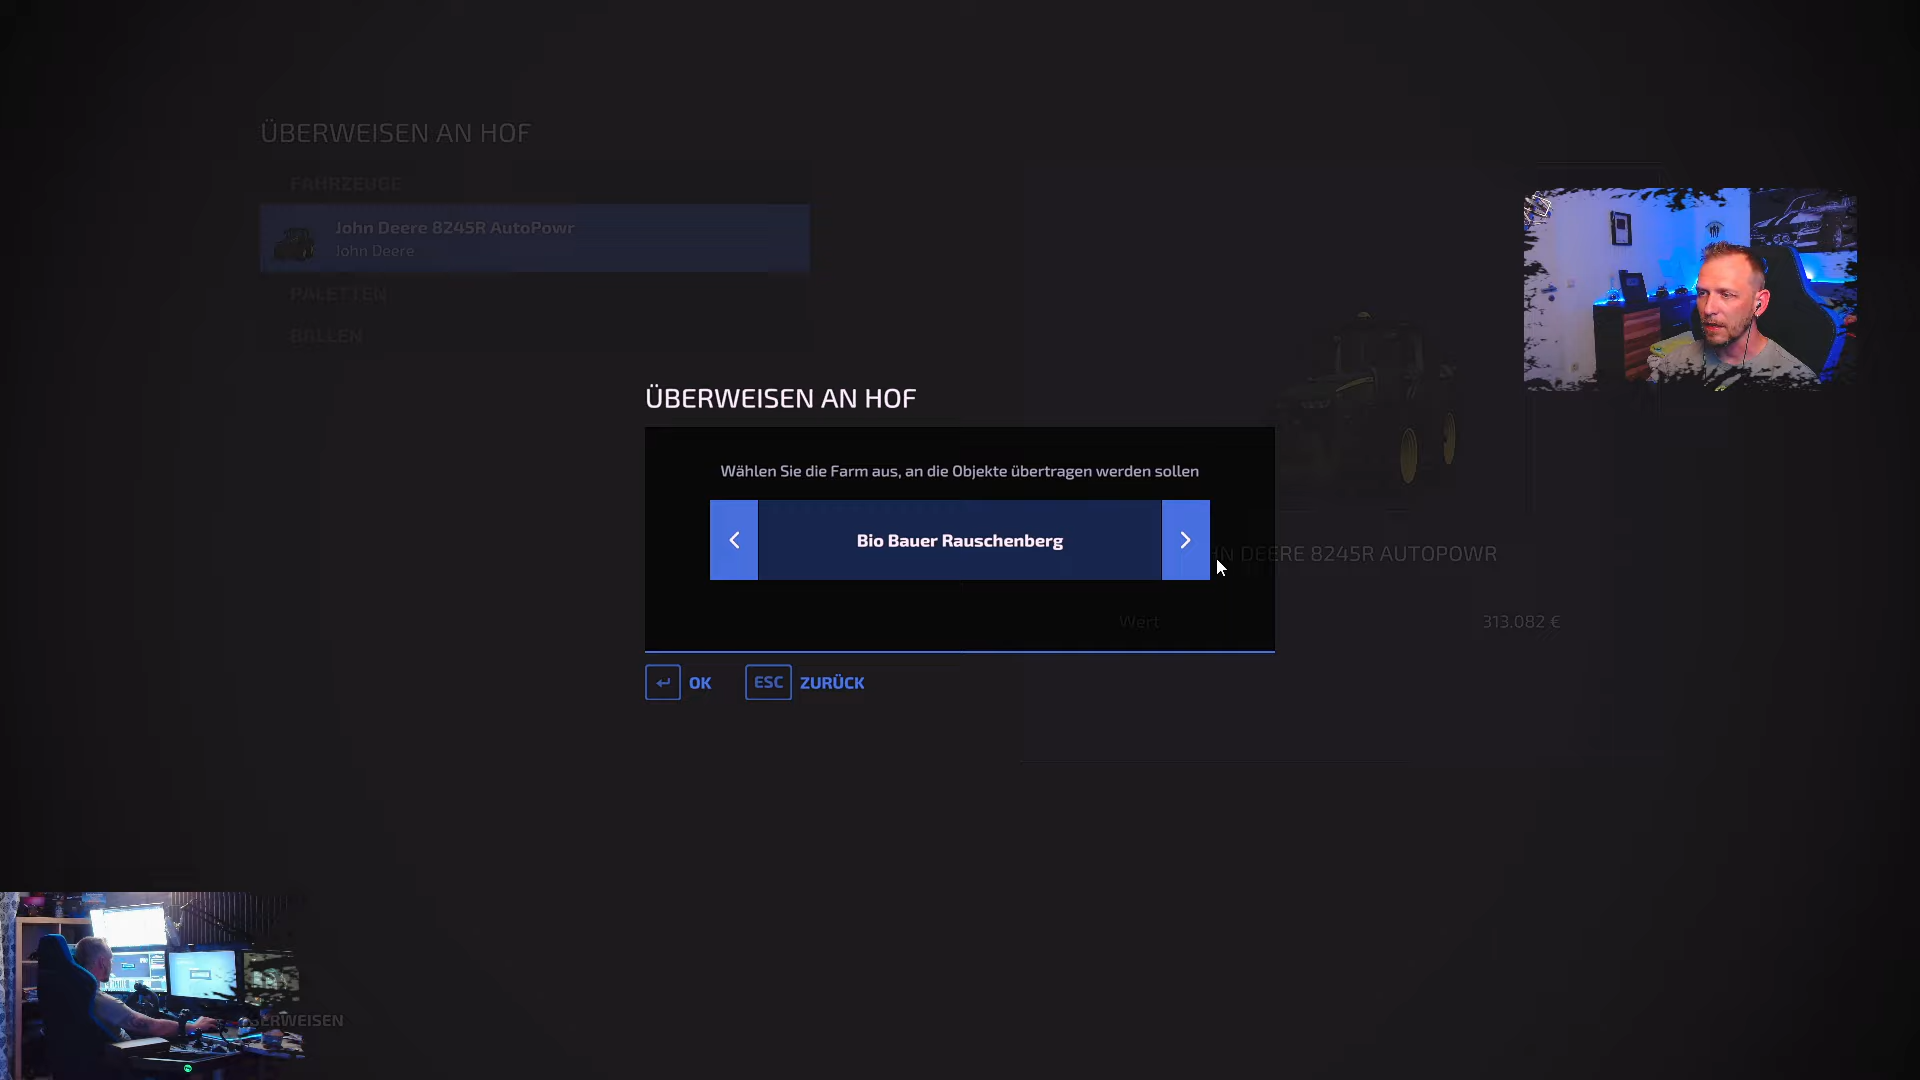 ÜBERWEISEN AN HOF
FAHRZEUGE
John Deere 8245R AutoPowr
John Deere
PALETTEN
BALLEN
ÜBERWEISEN AN HOF
Wählen Sie die Farm aus, an die Objekte übertragen werden sollen
Bio Bauer Rauschenberg
DEERE 8245R AUTOPOWR
Wert
313.082 €
OK
ESC
ZURÜCK